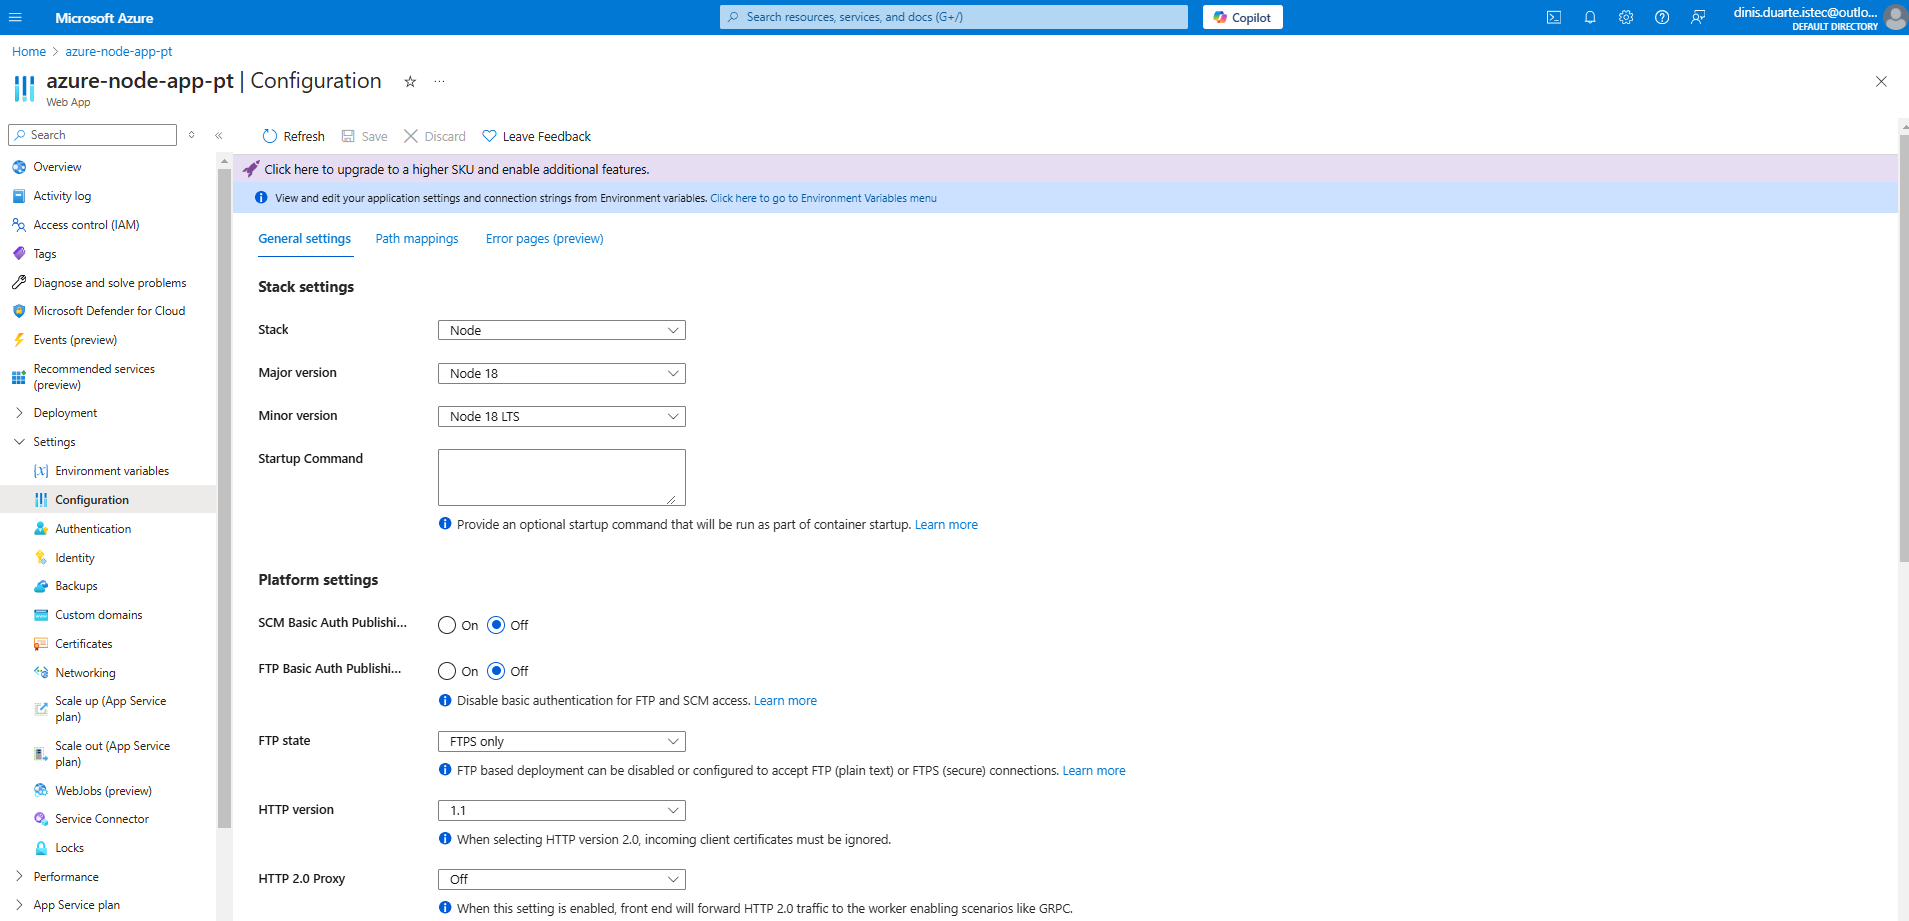 Microsoft Azure
Search resources, services, and docs (G+/)
Copilot
dinis.duarte.istec@outlo...
DEFAULT DIRECTORY
Home > azure-node-app-pt
azure-node-app-pt | Configuration
Web App
Search
Refresh
Save
Discard
Leave Feedback
Overview
Activity log
Access control (IAM)
Tags
Diagnose and solve problems
Microsoft Defender for Cloud
Events (preview)
Recommended services
(preview)
Deployment
Settings
Environment variables
Configuration
Authentication
Identity
Backups
Custom domains
Certificates
Networking
Scale up (App Service
plan)
Scale out (App Service
plan)
WebJobs (preview)
Service Connector
Locks
Performance
App Service plan
Click here to upgrade to a higher SKU and enable additional features.
View and edit your application settings and connection strings from Environment variables. Click here to go to Environment Variables menu
General settings
Path mappings
Error pages (preview)
Stack settings
Stack
Node
Major version
Node 18
Minor version
Node 18 LTS
Startup Command
Provide an optional startup command that will be run as part of container startup. Learn more
Platform settings
SCM Basic Auth Publishi...
On
Off
FTP Basic Auth Publishi...
On
Off
Disable basic authentication for FTP and SCM access. Learn more
FTP state
FTPS only
FTP based deployment can be disabled or configured to accept FTP (plain text) or FTPS (secure) connections. Learn more
HTTP version
1.1
When selecting HTTP version 2.0, incoming client certificates must be ignored.
HTTP 2.0 Proxy
Off
When this setting is enabled, front end will forward HTTP 2.0 traffic to the worker enabling scenarios like GRPC.